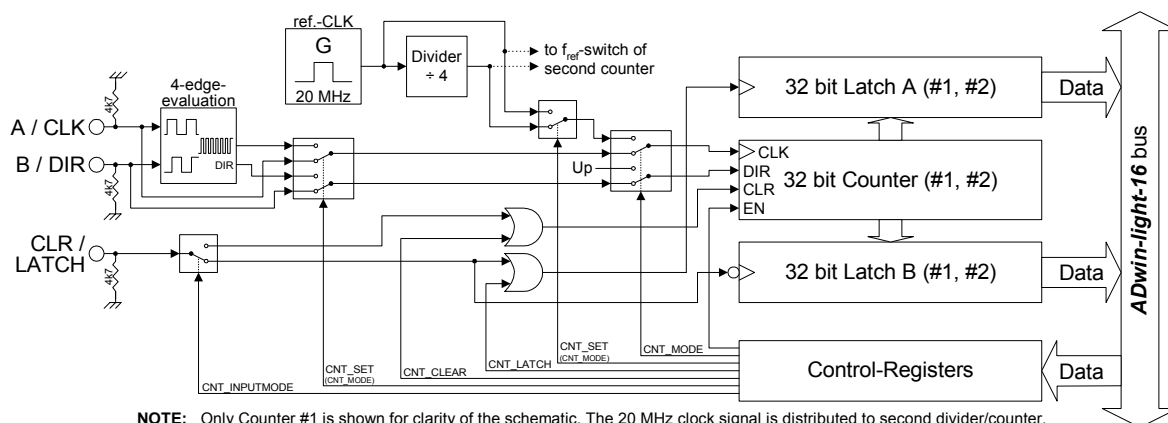 ref.-CLK
G
20 MHz
Divider
÷ 4
to fref-switch of
second counter
4-edge-
evaluation
DIR
4k7
A / CLK
B / DIR
4k7
CLR /
LATCH
4k7
Up
32 bit Latch A (#1, #2)
Data
CLK
DIR
CLR
EN
32 bit Counter (#1, #2)
32 bit Latch B (#1, #2)
Data
Control-Registers
Data
ADwin-light-16 bus
CNT_INPUTMODE
CNT_SET
(CNT_MODE)
CNT_CLEAR
CNT_LATCH
CNT_SET
(CNT_MODE)
CNT_MODE
NOTE: Only Counter #1 is shown for clarity of the schematic. The 20 MHz clock signal is distributed to second divider/counter.